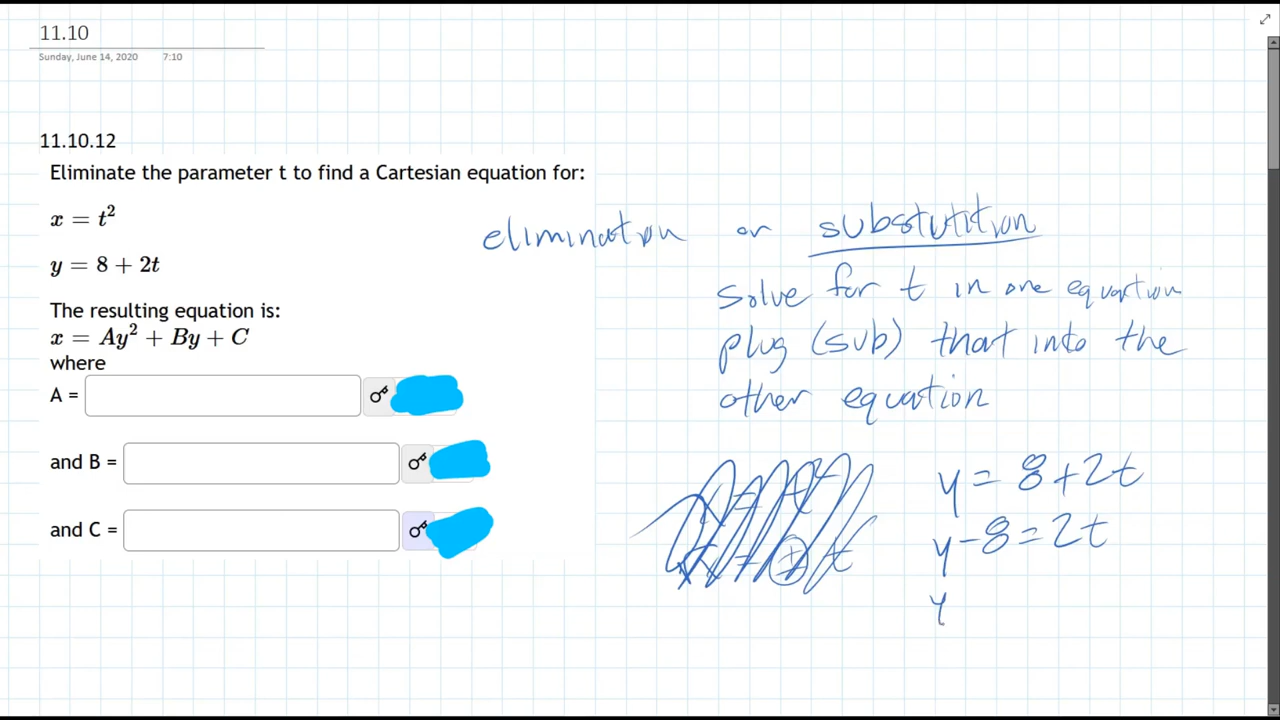 11.10
Sunday, June 14, 2020 7:10
11.10.12
Eliminate the parameter t to find a Cartesian equation for:
x = t²
y = 8 + 2t
The resulting equation is:
x = Ay² + By + C
where
A =
and B =
and C =
elimination or substutition
solve for t in one equation
plug (sub) that into the
other equation
y = 8 + 2t
y - 8 = 2t
y